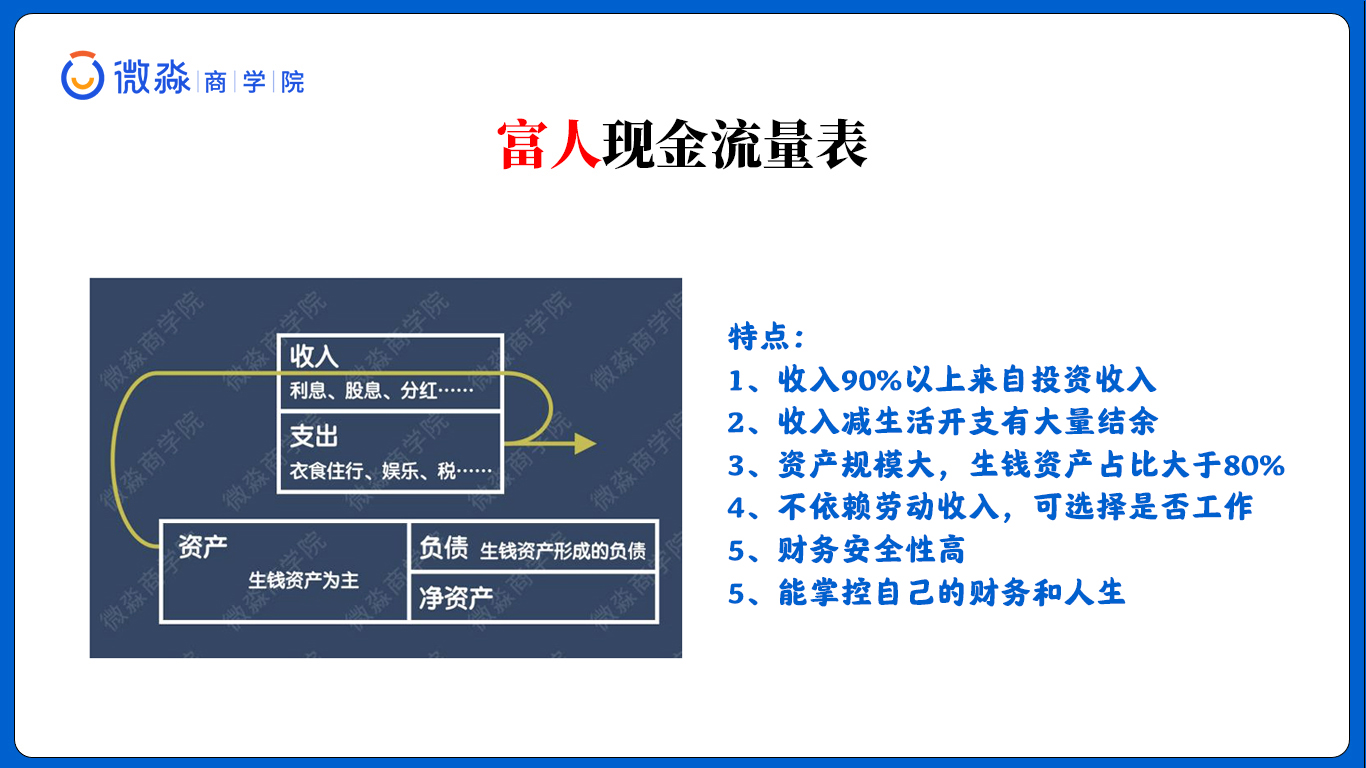 微淼商学院
富人现金流量表
收入
利息、股息、分红……
支出
衣食住行、娱乐、税……
资产
生钱资产为主
负债 生钱资产形成的负债
净资产
特点：
1、收入90%以上来自投资收入
2、收入减生活开支有大量结余
3、资产规模大，生钱资产占比大于80%
4、不依赖劳动收入，可选择是否工作
5、财务安全性高
5、能掌控自己的财务和人生